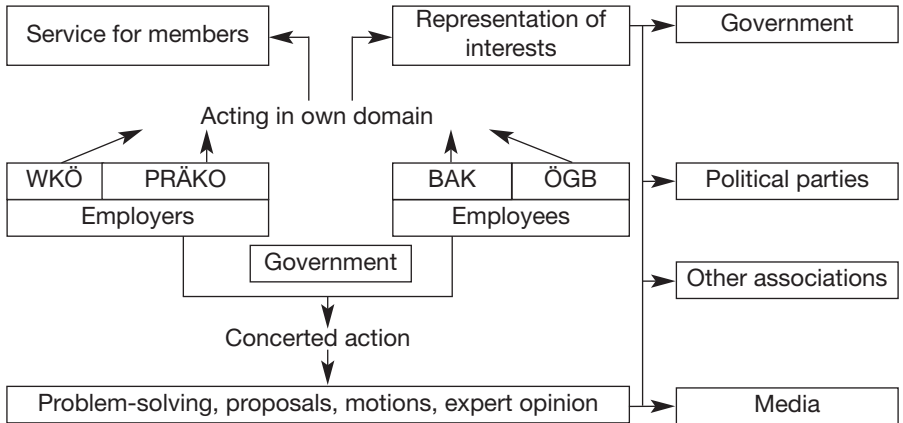 Service for members
Representation of
interests
Government
Acting in own domain
WKÖ
PRÄKO
BAK
ÖGB
Political parties
Employers
Employees
Government
Other associations
Concerted action
Problem-solving, proposals, motions, expert opinion
Media